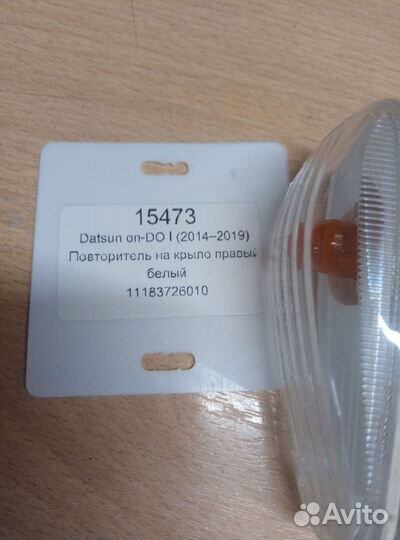 15473
Datsun on-DO I (2014–2019)
Повторитель на крыло правый
белый
11183726010
Avito